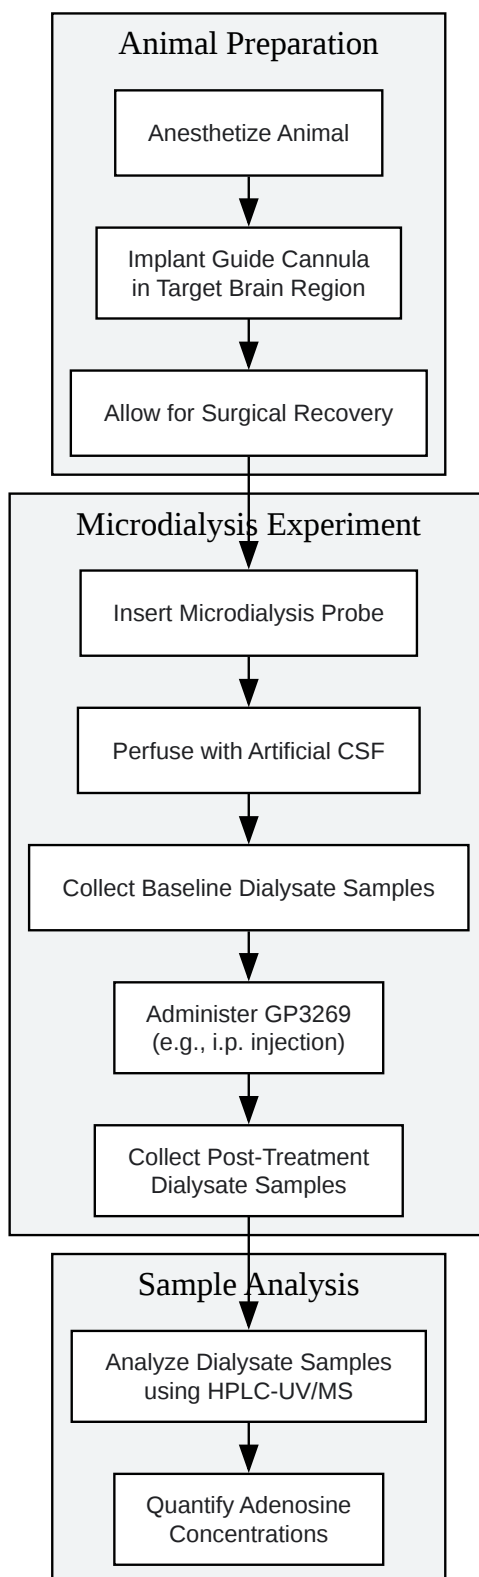 Animal Preparation
Anesthetize Animal
Implant Guide Cannula
in Target Brain Region
Allow for Surgical Recovery
Microdialysis Experiment
Insert Microdialysis Probe
Perfuse with Artificial CSF
Collect Baseline Dialysate Samples
Administer GP3269
(e.g., i.p. injection)
Collect Post-Treatment
Dialysate Samples
Sample Analysis
Analyze Dialysate Samples
using HPLC-UV/MS
Quantify Adenosine
Concentrations